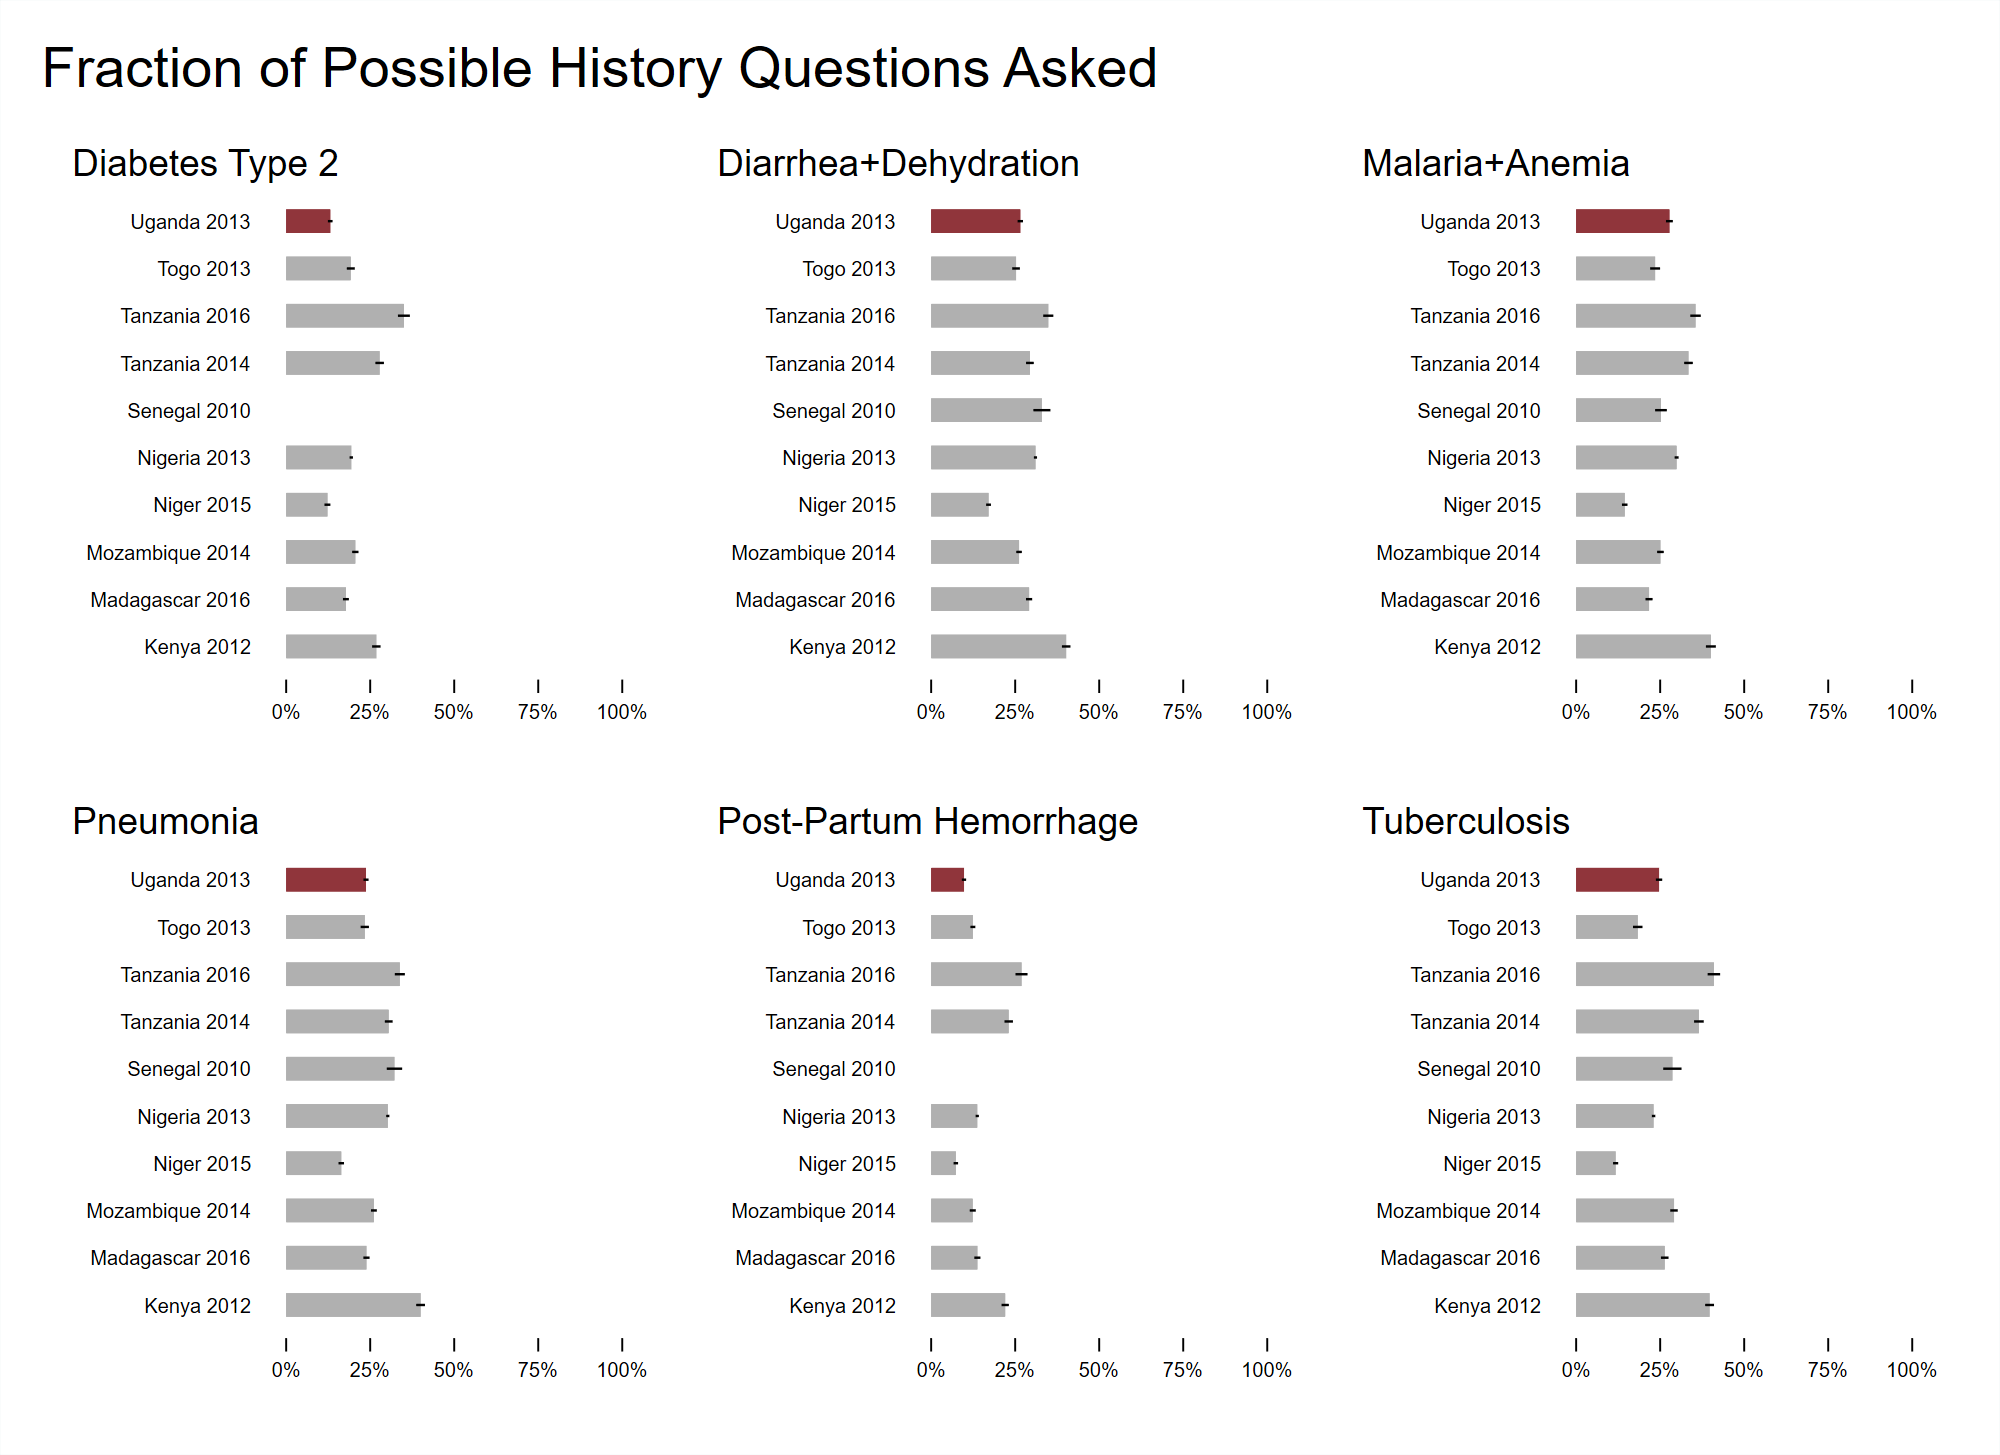 Fraction of Possible History Questions Asked
Diabetes Type 2
Uganda 2013
Togo 2013
Tanzania 2016
Tanzania 2014
Senegal 2010
Nigeria 2013
Niger 2015
Mozambique 2014
Madagascar 2016
Kenya 2012
0% 25% 50% 75% 100%
Diarrhea+Dehydration
Uganda 2013
Togo 2013
Tanzania 2016
Tanzania 2014
Senegal 2010
Nigeria 2013
Niger 2015
Mozambique 2014
Madagascar 2016
Kenya 2012
0% 25% 50% 75% 100%
Malaria+Anemia
Uganda 2013
Togo 2013
Tanzania 2016
Tanzania 2014
Senegal 2010
Nigeria 2013
Niger 2015
Mozambique 2014
Madagascar 2016
Kenya 2012
0% 25% 50% 75% 100%
Pneumonia
Uganda 2013
Togo 2013
Tanzania 2016
Tanzania 2014
Senegal 2010
Nigeria 2013
Niger 2015
Mozambique 2014
Madagascar 2016
Kenya 2012
0% 25% 50% 75% 100%
Post-Partum Hemorrhage
Uganda 2013
Togo 2013
Tanzania 2016
Tanzania 2014
Senegal 2010
Nigeria 2013
Niger 2015
Mozambique 2014
Madagascar 2016
Kenya 2012
0% 25% 50% 75% 100%
Tuberculosis
Uganda 2013
Togo 2013
Tanzania 2016
Tanzania 2014
Senegal 2010
Nigeria 2013
Niger 2015
Mozambique 2014
Madagascar 2016
Kenya 2012
0% 25% 50% 75% 100%